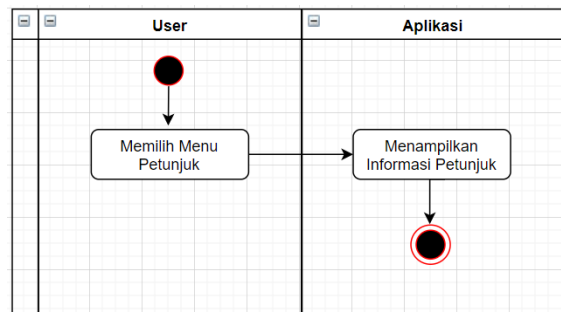 User
Aplikasi
Memilih Menu
Petunjuk
Menampilkan
Informasi Petunjuk